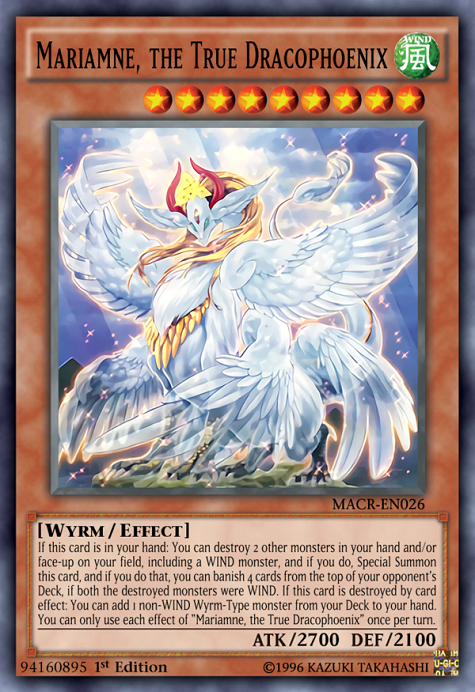 MARIAMNE, THE TRUE DRACOPHOENIX
WIND
風
MACR-EN026
[WYRM / EFFECT]
If this card is in your hand: You can destroy 2 other monsters in your hand and/or
face-up on your field, including a WIND monster, and if you do, Special Summon
this card, and if you do that, you can banish 4 cards from the top of your opponent's
Deck, if both the destroyed monsters were WIND. If this card is destroyed by card
effect: You can add 1 non-WIND Wyrm-Type monster from your Deck to your hand.
You can only use each effect of "Mariamne, the True Dracophoenix" once per turn.
ATK/2700 DEF/2100
94160895 1st Edition ©1996 KAZUKI TAKAHASHI